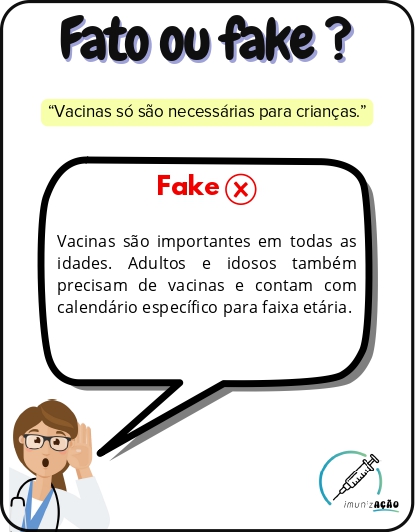 Fato ou fake ?
“Vacinas só são necessárias para crianças.”
Fake
Vacinas são importantes em todas as
idades. Adultos e idosos também
precisam de vacinas e contam com
calendário específico para faixa etária.
imunizAÇÃO